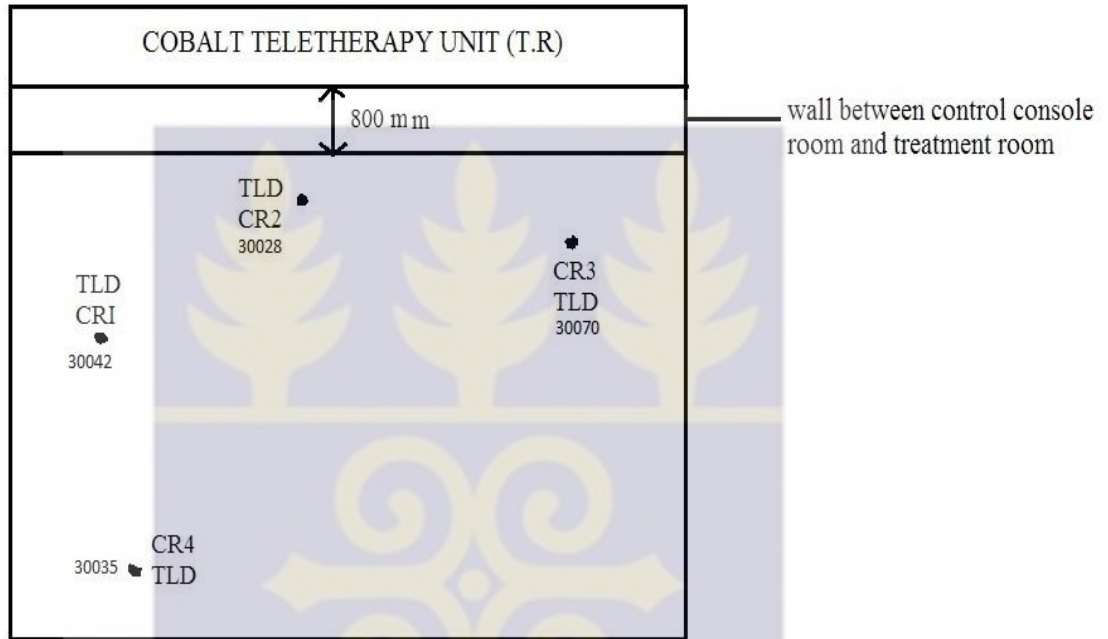 COBALT TELETHERAPY UNIT (T.R)
800 mm
wall between control console
room and treatment room
TLD
CR2
30028
CR3
TLD
30070
TLD
CRI
30042
30035
CR4
TLD